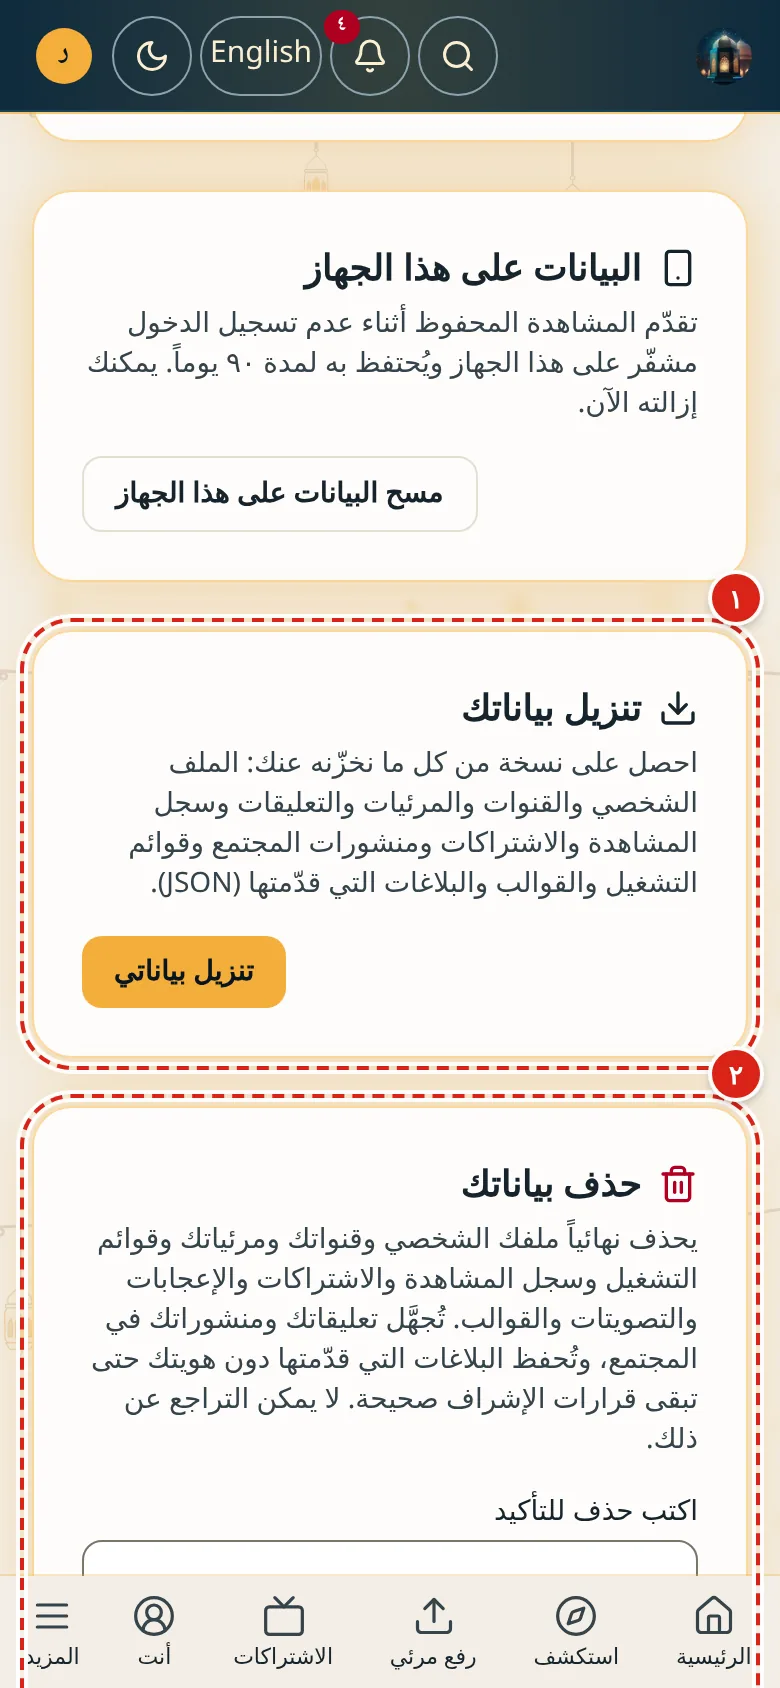 ٤
English
ر
البيانات على هذا الجهاز
تقدّم المشاهدة المحفوظ أثناء عدم تسجيل الدخول
مشفّر على هذا الجهاز ويُحتفظ به لمدة ٩٠ يوماً. يمكنك
إزالته الآن.
مسح البيانات على هذا الجهاز
١
تنزيل بياناتك
احصل على نسخة من كل ما نخزّنه عنك: الملف
الشخصي والقنوات والمرئيات والتعليقات وسجل
المشاهدة والاشتراكات ومنشورات المجتمع وقوائم
التشغيل والقوالب والبلاغات التي قدّمتها (JSON).
تنزيل بياناتي
٢
حذف بياناتك
يحذف نهائياً ملفك الشخصي وقنواتك ومرئياتك وقوائم
التشغيل وسجل المشاهدة والاشتراكات والإعجابات
والتصويتات والقوالب. تُجهَّل تعليقاتك ومنشوراتك في
المجتمع، وتُحفظ البلاغات التي قدّمتها دون هويتك حتى
تبقى قرارات الإشراف صحيحة. لا يمكن التراجع عن
ذلك.
اكتب حذف للتأكيد
الرئيسية
استكشف
رفع مرئي
الاشتراكات
أنت
المزيد